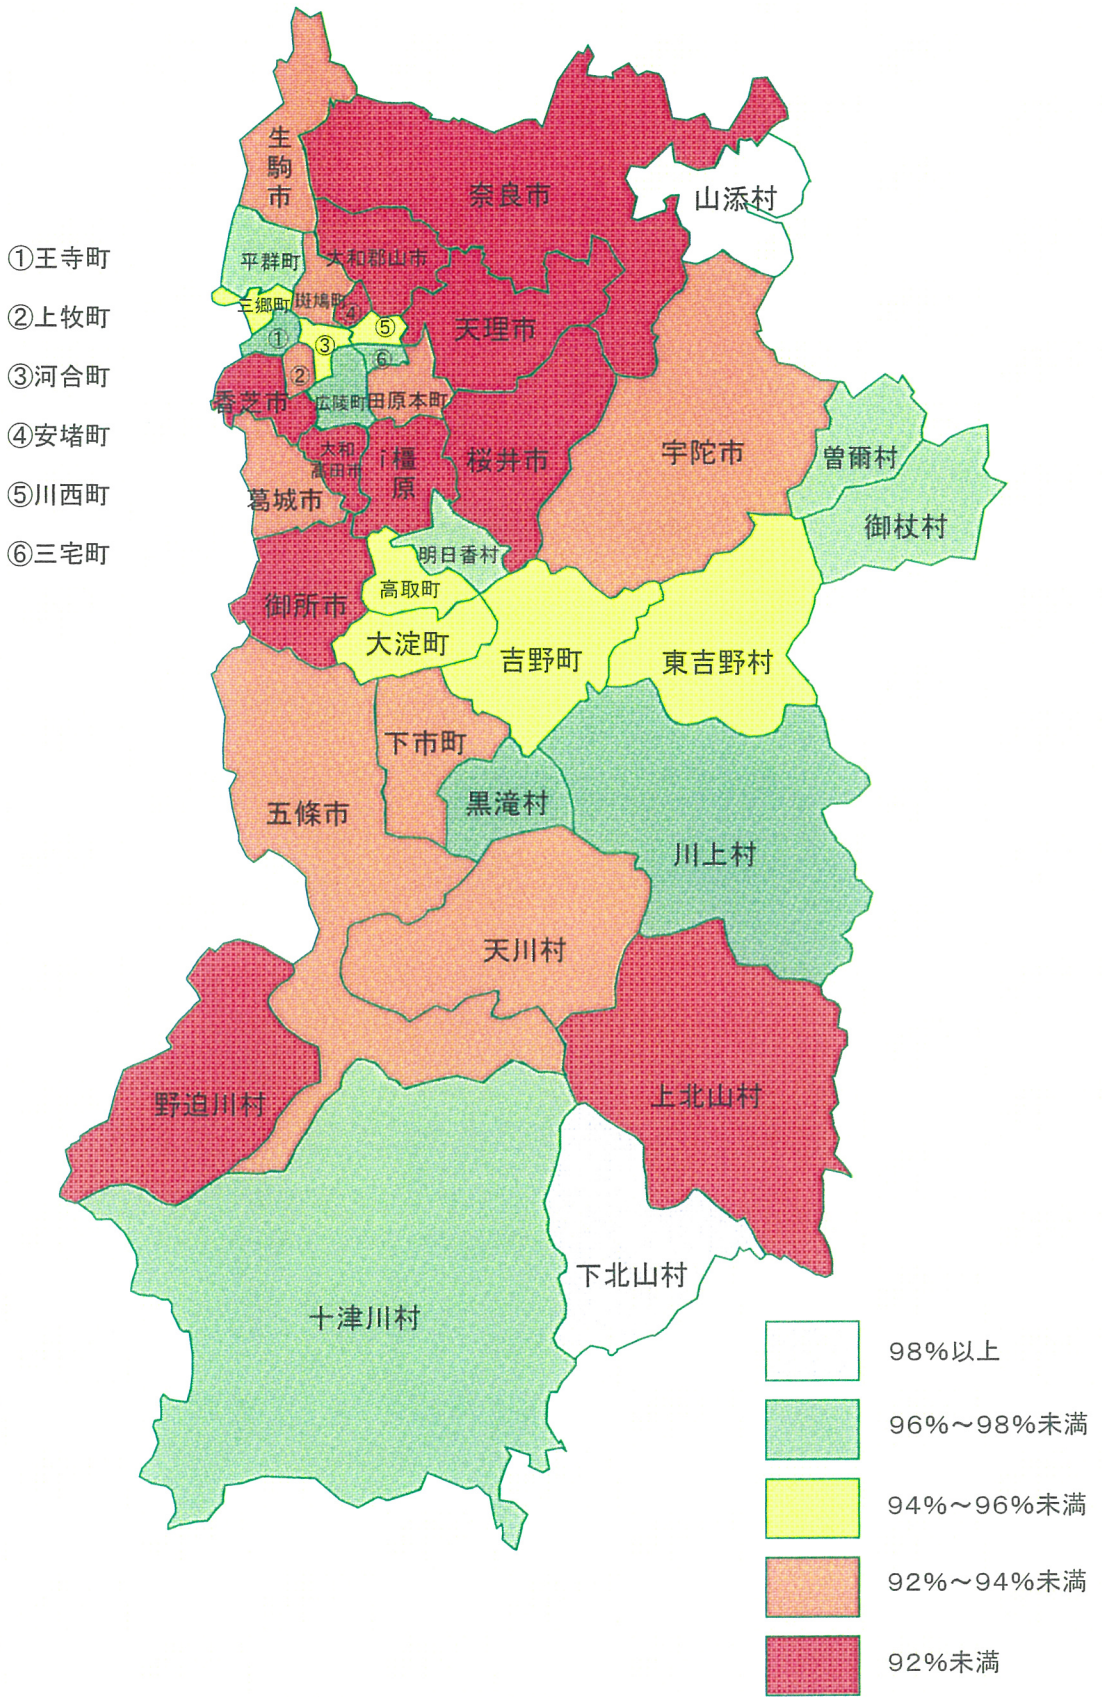 生駒市
奈良市
山添村
平群町
大和郡山市
①王寺町
三郷町
斑鳩町
④
②上牧町
⑤
天理市
①
③
⑥
③河合町
②
香芝市
広陵町
田原本町
④安堵町
大和
高田市
橿原
桜井市
宇陀市
曽爾村
葛城市
⑤川西町
御杖村
⑥三宅町
明日香村
高取町
御所市
大淀町
吉野町
東吉野村
下市町
五條市
黒滝村
川上村
天川村
野迫川村
上北山村
下北山村
十津川村
98%以上
96%～98%未満
94%～96%未満
92%～94%未満
92%未満